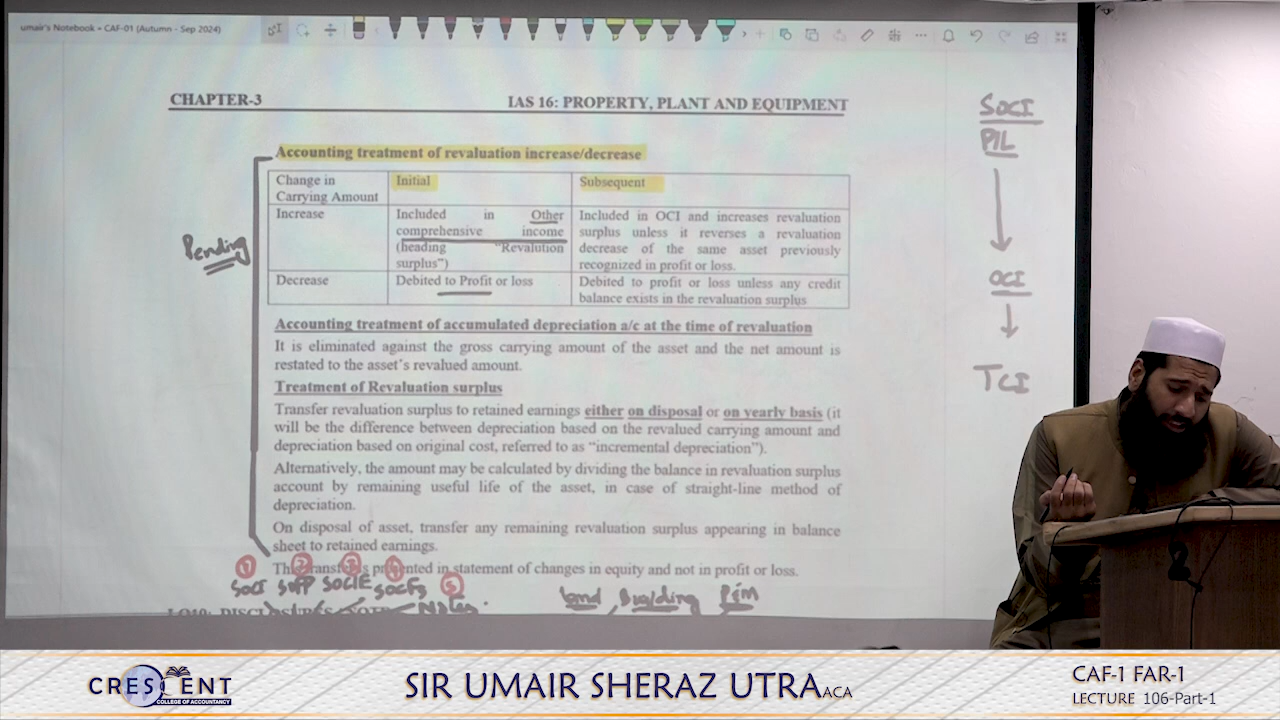 umair's Notebook • CAF-01 (Autumn - Sep 2024)
CHAPTER-3
IAS 16: PROPERTY, PLANT AND EQUIPMENT
Accounting treatment of revaluation increase/decrease
Change in Carrying Amount
Initial
Subsequent
Increase
Included in Other
comprehensive income
(heading "Revalution
surplus")
Included in OCI and increases revaluation
surplus unless it reverses a revaluation
decrease of the same asset previously
recognized in profit or loss.
Decrease
Debited to Profit or loss
Debited to profit or loss unless any credit
balance exists in the revaluation surplus
Pending
Accounting treatment of accumulated depreciation a/c at the time of revaluation
It is eliminated against the gross carrying amount of the asset and the net amount is
restated to the asset's revalued amount.
Treatment of Revaluation surplus
Transfer revaluation surplus to retained earnings either on disposal or on yearly basis (it
will be the difference between depreciation based on the revalued carrying amount and
depreciation based on original cost, referred to as "incremental depreciation").
Alternatively, the amount may be calculated by dividing the balance in revaluation surplus
account by remaining useful life of the asset, in case of straight-line method of
depreciation.
On disposal of asset, transfer any remaining revaluation surplus appearing in balance
sheet to retained earnings.
This transfer is presented in statement of changes in equity and not in profit or loss.
1 2 3 4 5
SOCI SOFP SOCIE SOCFs Notes.
Land, Building P&M
SOCI
P/L
OCI
TCI
CRESCENT
COLLEGE OF ACCOUNTANCY
SIR UMAIR SHERAZ UTRA ACA
CAF-1 FAR-1
LECTURE 106-Part-1